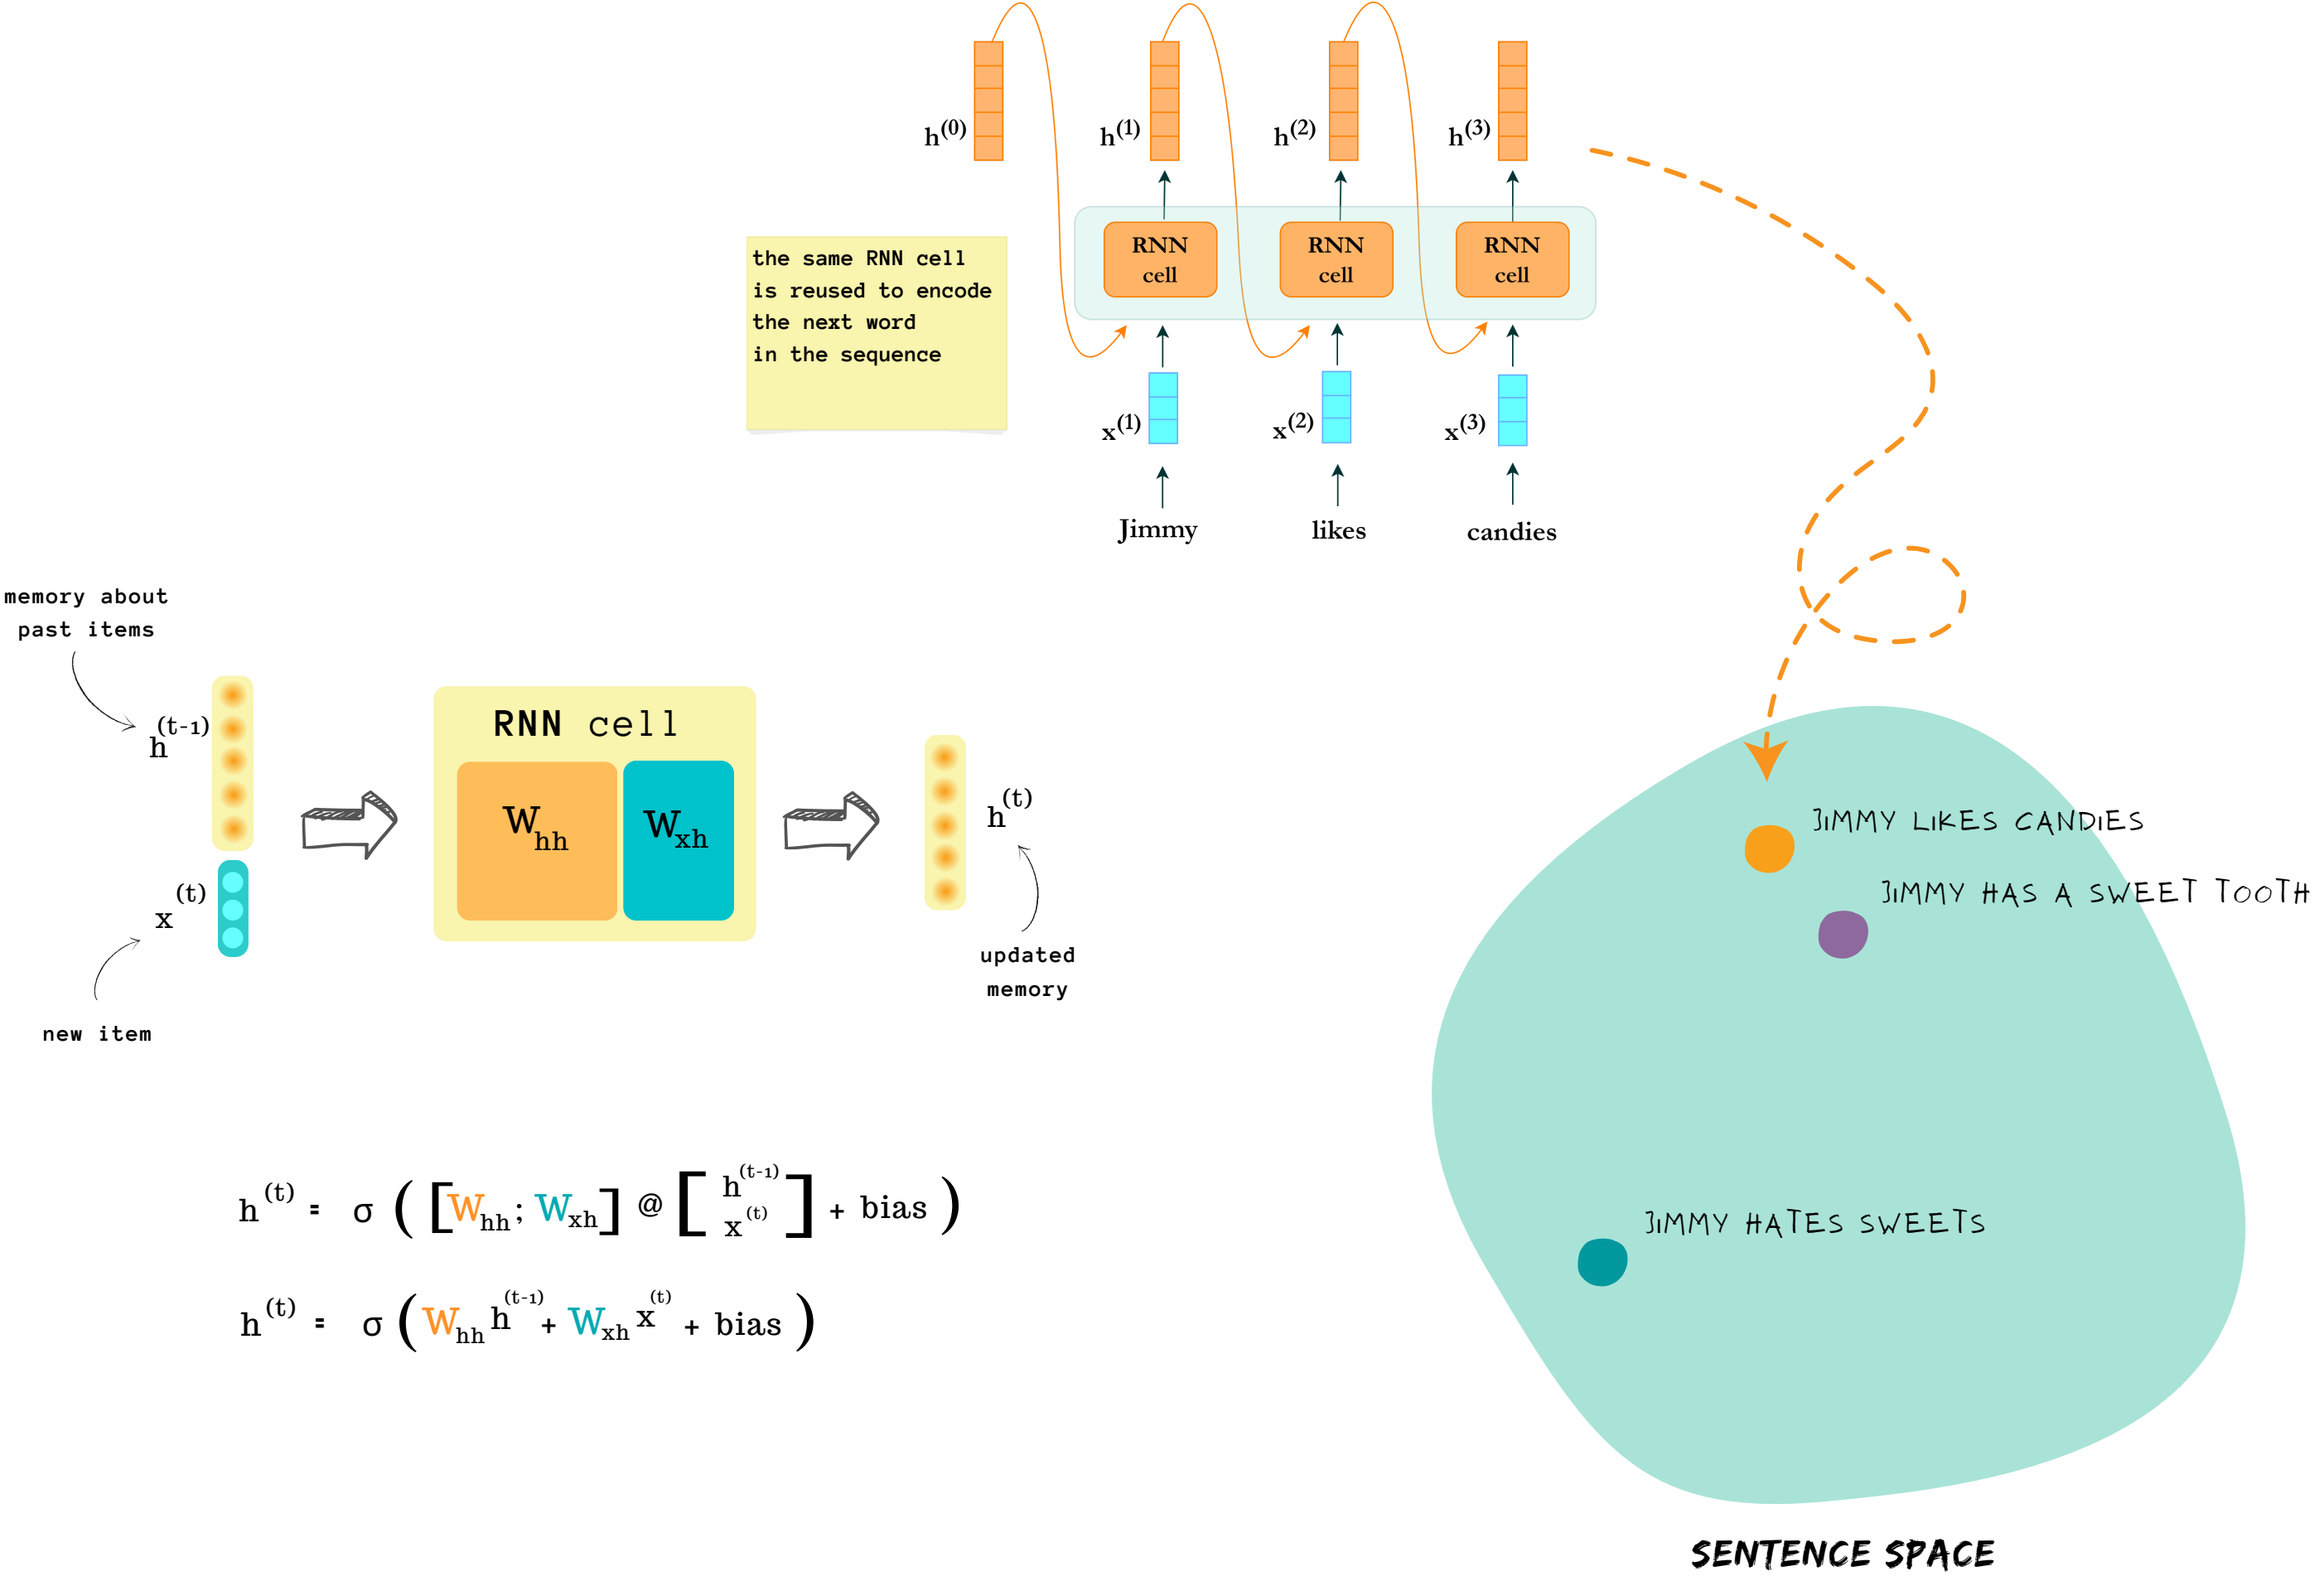 h(0)
h(1)
h(2)
h(3)
the same RNN cell
is reused to encode
the next word
in the sequence
RNN
cell
RNN
cell
RNN
cell
x(1)
x(2)
x(3)
Jimmy
likes
candies
memory about
past items
h(t-1)
x(t)
new item
RNN cell
Whh
Wxh
h(t)
updated
memory
h(t) = σ ( [Whh; Wxh] @ [ h(t-1) x(t) ] + bias )
h(t) = σ ( Whh h(t-1) + Wxh x(t) + bias )
JIMMY LIKES CANDIES
JIMMY HAS A SWEET TOOTH
JIMMY HATES SWEETS
SENTENCE SPACE